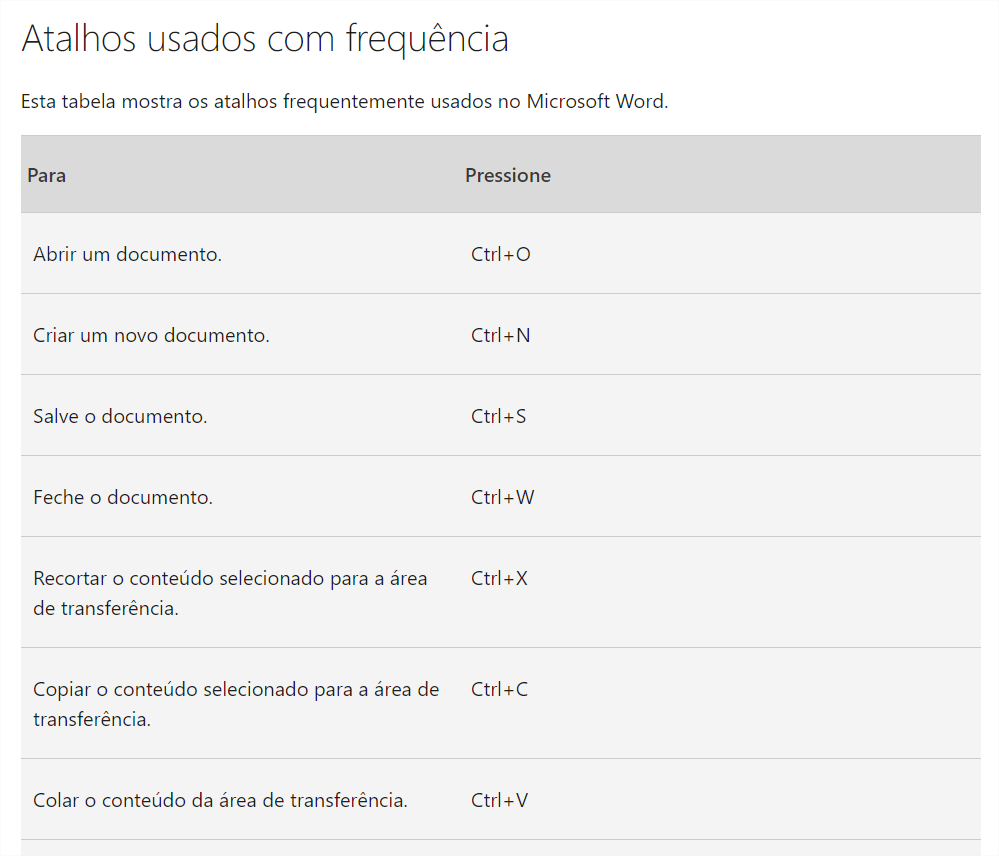 Atalhos usados com frequência
Esta tabela mostra os atalhos frequentemente usados no Microsoft Word.
Para Pressione
Abrir um documento. Ctrl+O
Criar um novo documento. Ctrl+N
Salve o documento. Ctrl+S
Feche o documento. Ctrl+W
Recortar o conteúdo selecionado para a área Ctrl+X
de transferência.
Copiar o conteúdo selecionado para a área de Ctrl+C
transferência.
Colar o conteúdo da área de transferência. Ctrl+V